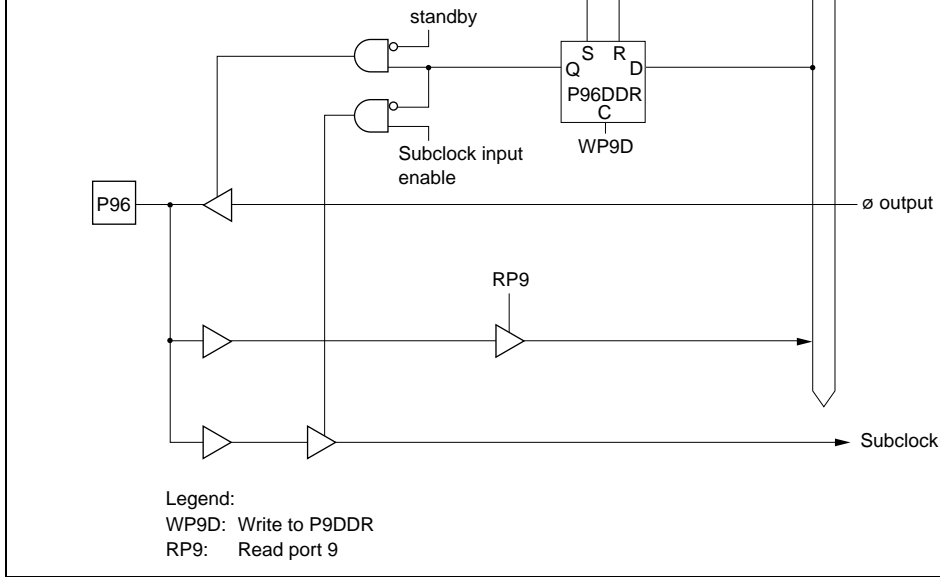 standby
S R
Q D
P96DDR
C
WP9D
Subclock input
enable
P96
ø output
RP9
Subclock
Legend:
WP9D: Write to P9DDR
RP9: Read port 9